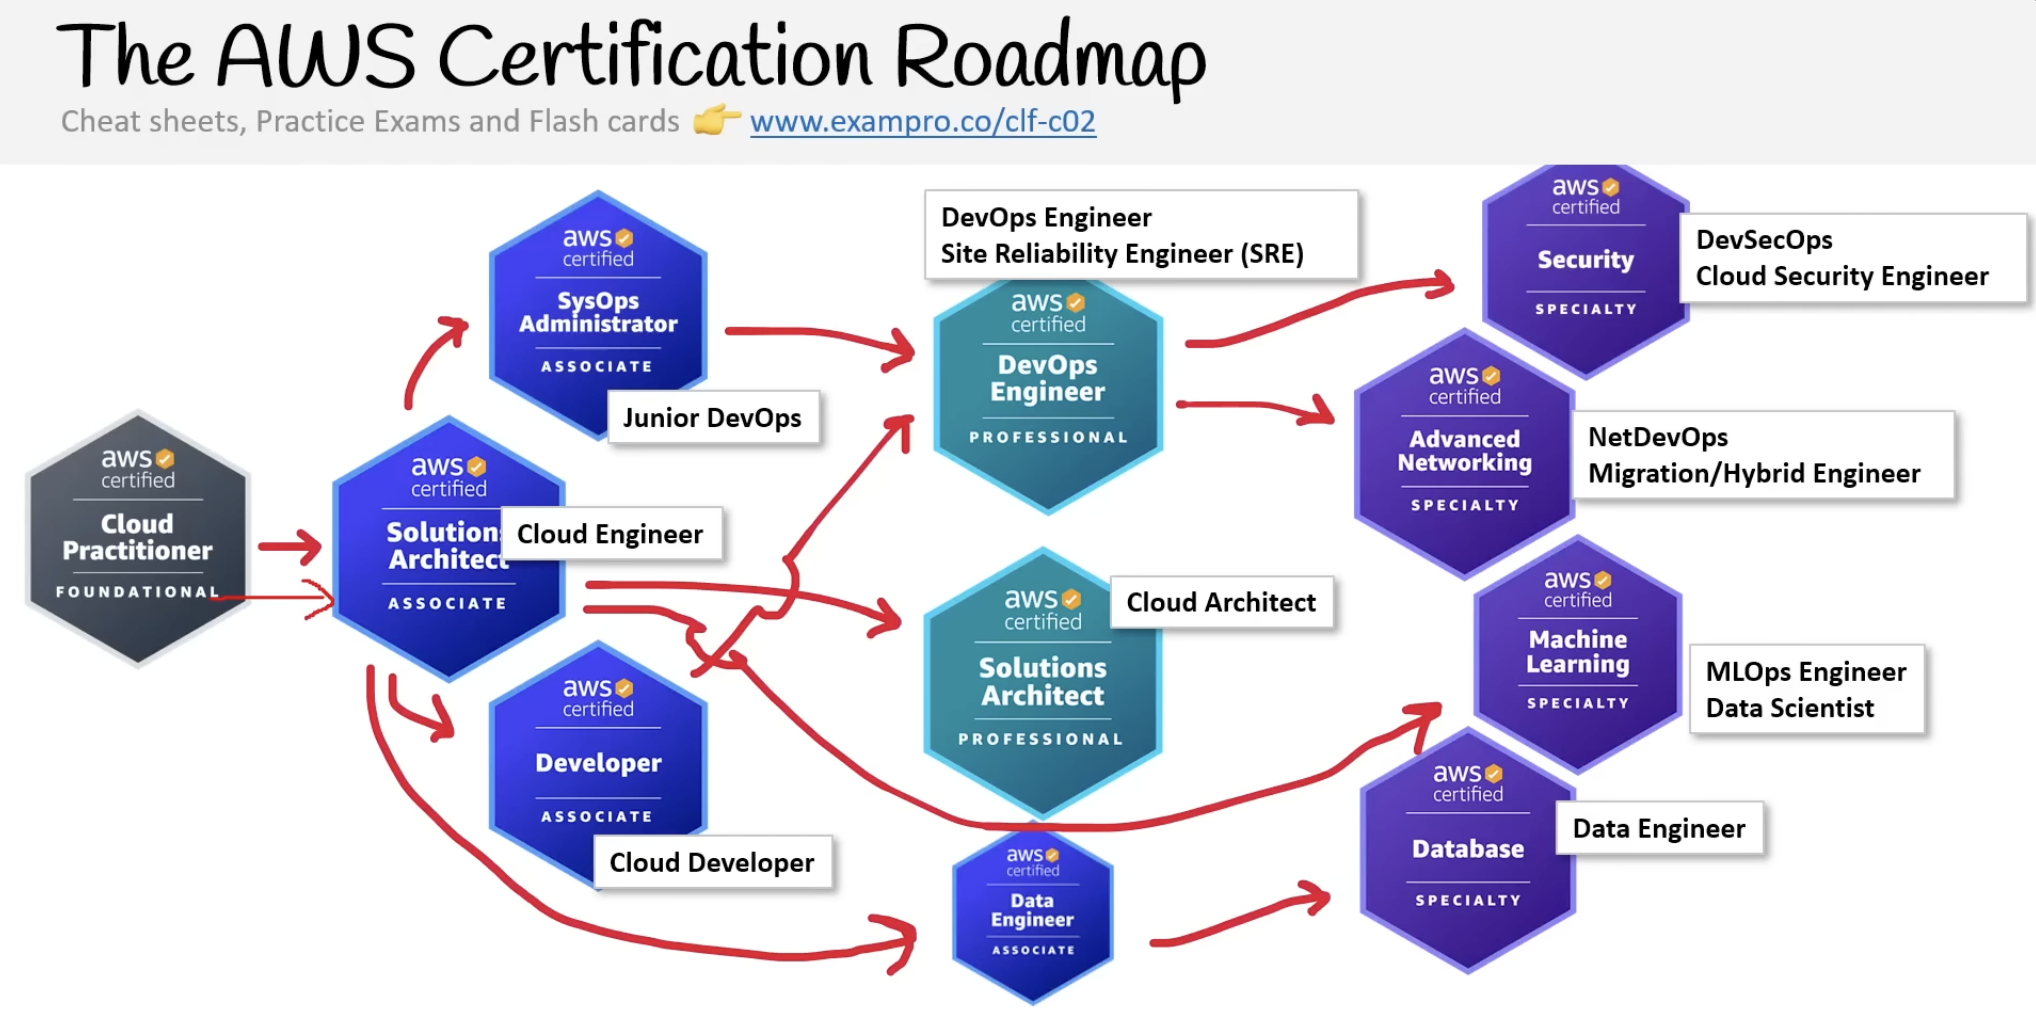 The AWS Certification Roadmap
Cheat sheets, Practice Exams and Flash cards 👉 www.exampro.co/clf-c02
aws
certified
Cloud
Practitioner
FOUNDATIONAL
aws
certified
Solutions
Architect
ASSOCIATE
Cloud Engineer
aws
certified
SysOps
Administrator
ASSOCIATE
Junior DevOps
aws
certified
Developer
ASSOCIATE
Cloud Developer
DevOps Engineer
Site Reliability Engineer (SRE)
aws
certified
DevOps
Engineer
PROFESSIONAL
aws
certified
Solutions
Architect
PROFESSIONAL
Cloud Architect
aws
certified
Data
Engineer
ASSOCIATE
aws
certified
Security
SPECIALTY
DevSecOps
Cloud Security Engineer
aws
certified
Advanced
Networking
SPECIALTY
NetDevOps
Migration/Hybrid Engineer
aws
certified
Machine
Learning
SPECIALTY
MLOps Engineer
Data Scientist
aws
certified
Database
SPECIALTY
Data Engineer